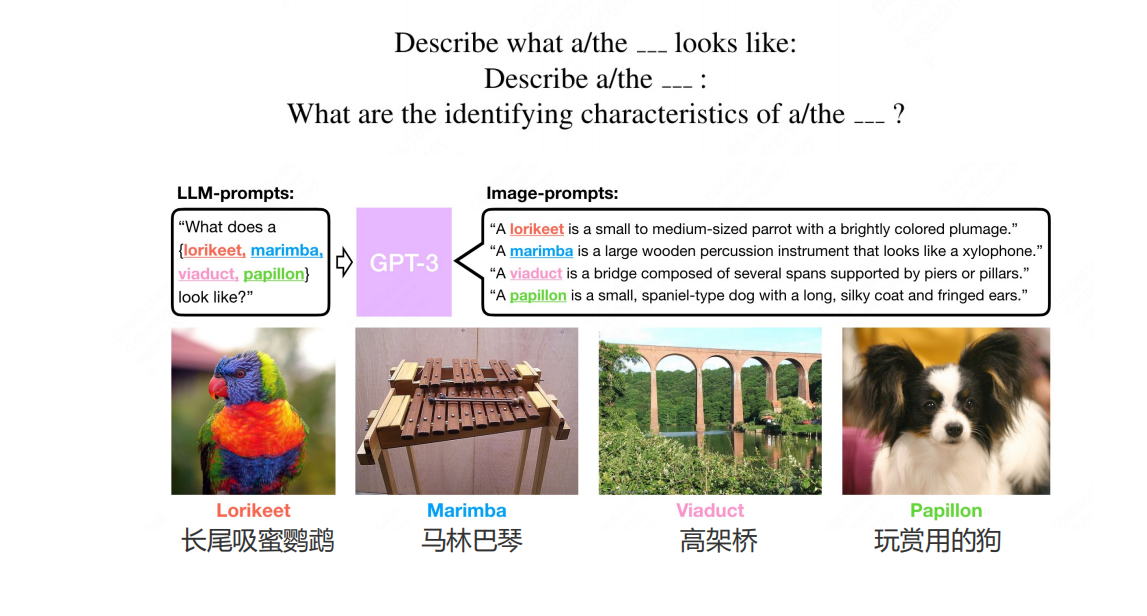 Describe what a/the ___ looks like:
Describe a/the ___ :
What are the identifying characteristics of a/the ___ ?
LLM-prompts:
“What does a
{lorikeet, marimba,
viaduct, papillon}
look like?”
GPT-3
Image-prompts:
“A lorikeet is a small to medium-sized parrot with a brightly colored plumage.”
“A marimba is a large wooden percussion instrument that looks like a xylophone.”
“A viaduct is a bridge composed of several spans supported by piers or pillars.”
“A papillon is a small, spaniel-type dog with a long, silky coat and fringed ears.”
Lorikeet
Marimba
Viaduct
Papillon
长尾吸蜜鹦鹉
马林巴琴
高架桥
玩赏用的狗